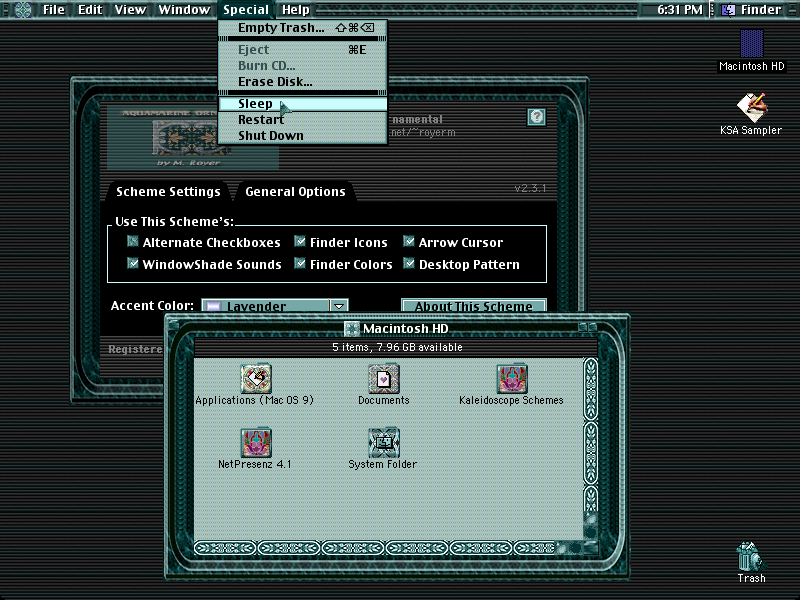 File Edit View Window Special Help 6:31 PM Finder
Empty Trash... ⇧⌘⌫
Eject ⌘E
Burn CD...
Erase Disk...
Sleep
Restart
Shut Down
Macintosh HD
KSA Sampler
AQUAMARINE
by M. Royer
namental
net/~royerm
?
Scheme Settings General Options v2.3.1
Use This Scheme's:
Alternate Checkboxes Finder Icons Arrow Cursor
WindowShade Sounds Finder Colors Desktop Pattern
Accent Color: Lavender About This Scheme
Registere
Macintosh HD
5 items, 7.96 GB available
Applications (Mac OS 9) Documents Kaleidoscope Schemes
NetPresenz 4.1 System Folder
Trash